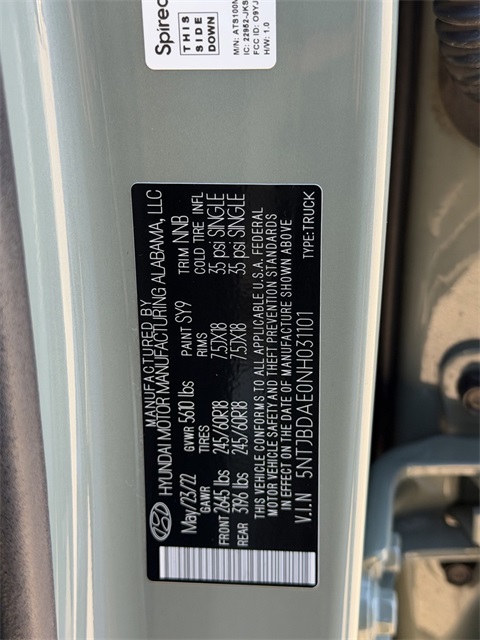 Spirec
THIS
SIDE
DOWN
M/N: ATS100
IC: 22952-JKS
FCC ID: O9YJ
H/W: 1.0
MANUFACTURED BY
HYUNDAI MOTOR MANUFACTURING ALABAMA, LLC
May/23/22 GVWR 5610 lbs PAINT SY9 TRIM NNB
GAWR TIRES RIMS COLD TIRE INFL
FRONT 2645 lbs 245/60R18 7.5JX18 35 psi SINGLE
REAR 3196 lbs 245/60R18 7.5JX18 35 psi SINGLE
THIS VEHICLE CONFORMS TO ALL APPLICABLE U.S.A. FEDERAL
MOTOR VEHICLE SAFETY AND THEFT PREVENTION STANDARDS
IN EFFECT ON THE DATE OF MANUFACTURE SHOWN ABOVE
V.I.N 5NTJBDAE0NH031101 TYPE:TRUCK